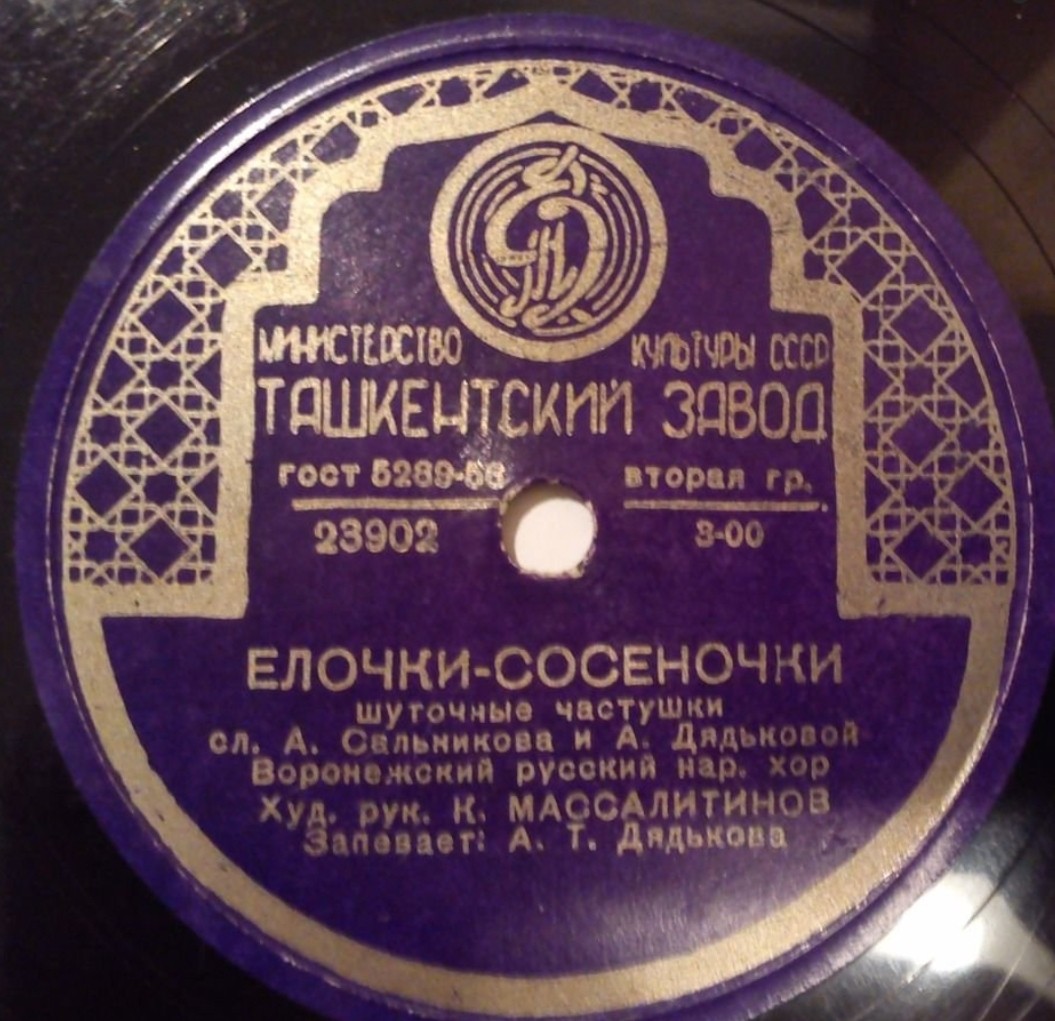 МИНИСТЕРСТВО КУЛЬТУРЫ СССР
ТАШКЕНТСКИЙ ЗАВОД
гост 5289-56 вторая гр.
23902 3-00
ЕЛОЧКИ-СОСЕНОЧКИ
шуточные частушки
сл. А. Сальникова и А. Дядьковой
Воронежский русский нар. хор
Худ. рук. К. МАССАЛИТИНОВ
Запевает: А. Т. Дядькова